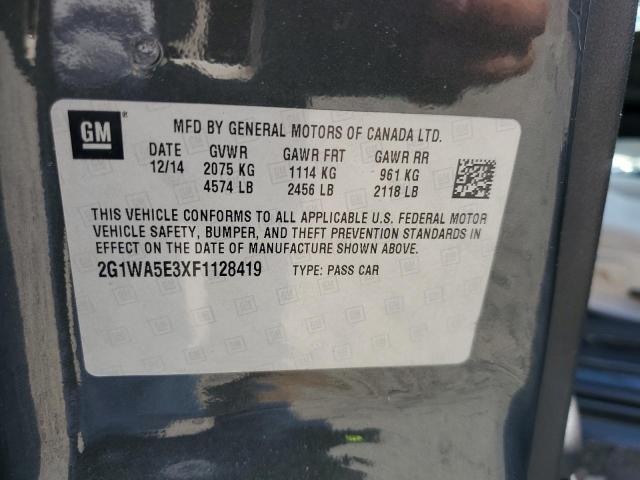 GM ®
MFD BY GENERAL MOTORS OF CANADA LTD.
DATE GVWR GAWR FRT GAWR RR
12/14 2075 KG 1114 KG 961 KG
4574 LB 2456 LB 2118 LB
THIS VEHICLE CONFORMS TO ALL APPLICABLE U.S. FEDERAL MOTOR
VEHICLE SAFETY, BUMPER, AND THEFT PREVENTION STANDARDS IN
EFFECT ON THE DATE OF MANUFACTURE SHOWN ABOVE.
2G1WA5E3XF1128419 TYPE: PASS CAR